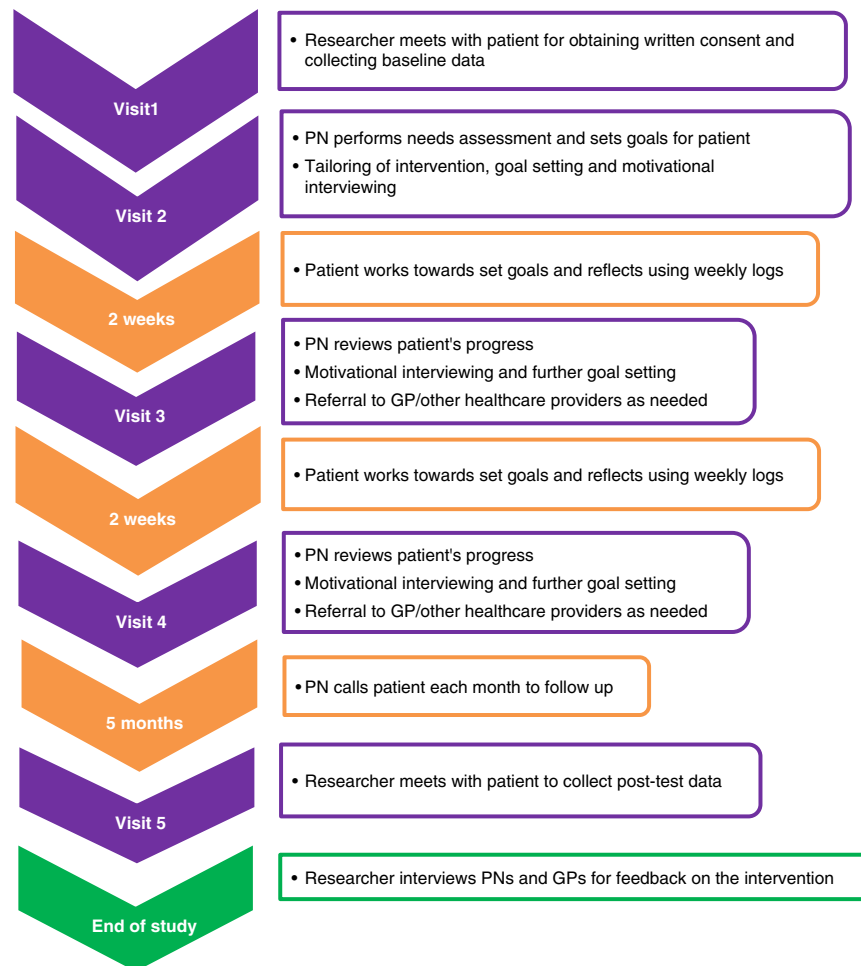 • Researcher meets with patient for obtaining written consent and
collecting baseline data
Visit1
• PN performs needs assessment and sets goals for patient
• Tailoring of intervention, goal setting and motivational
interviewing
Visit 2
• Patient works towards set goals and reflects using weekly logs
2 weeks
• PN reviews patient's progress
• Motivational interviewing and further goal setting
• Referral to GP/other healthcare providers as needed
Visit 3
• Patient works towards set goals and reflects using weekly logs
2 weeks
• PN reviews patient's progress
• Motivational interviewing and further goal setting
• Referral to GP/other healthcare providers as needed
Visit 4
• PN calls patient each month to follow up
5 months
• Researcher meets with patient to collect post-test data
Visit 5
• Researcher interviews PNs and GPs for feedback on the intervention
End of study